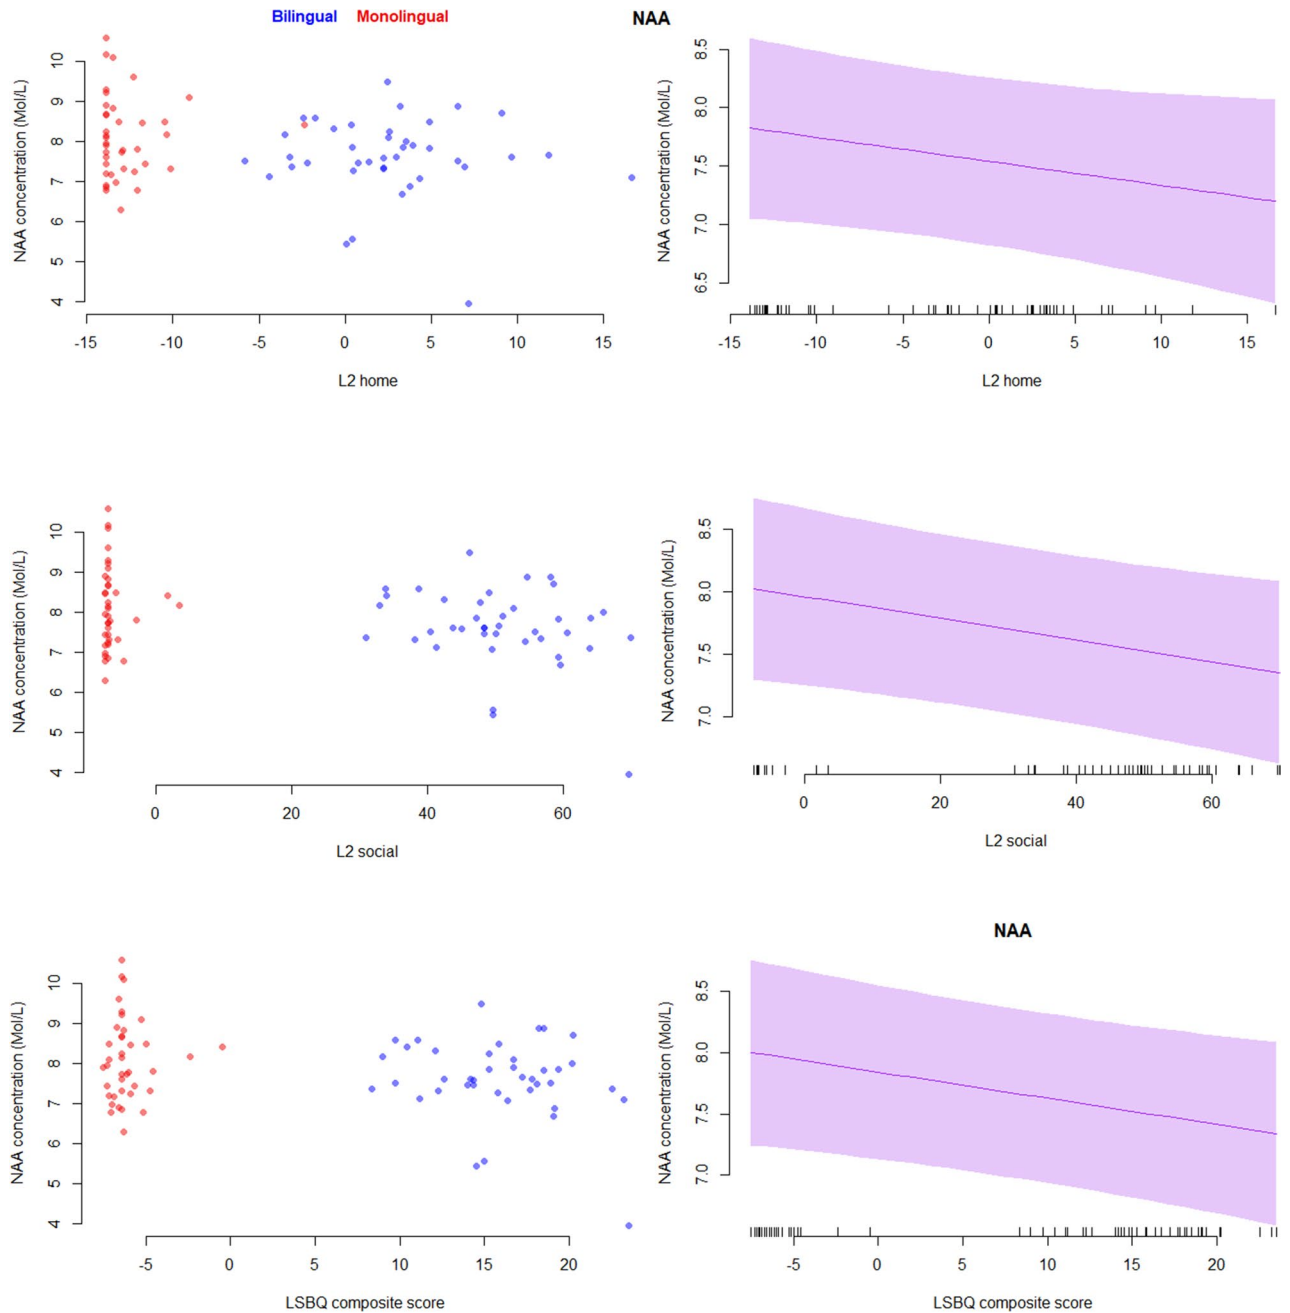 Bilingual Monolingual NAA
NAA concentration (Mol/L)
10
9
8
7
6
5
4
-15 -10 -5 0 5 10 15
L2 home
NAA concentration (Mol/L)
8.5
8.0
7.5
7.0
6.5
-15 -10 -5 0 5 10 15
L2 home
NAA concentration (Mol/L)
10
9
8
7
6
5
4
0 20 40 60
L2 social
NAA concentration (Mol/L)
8.5
8.0
7.5
7.0
0 20 40 60
L2 social
NAA concentration (Mol/L)
10
9
8
7
6
5
4
-5 0 5 10 15 20
LSBQ composite score
NAA
NAA concentration (Mol/L)
8.5
8.0
7.5
7.0
-5 0 5 10 15 20
LSBQ composite score